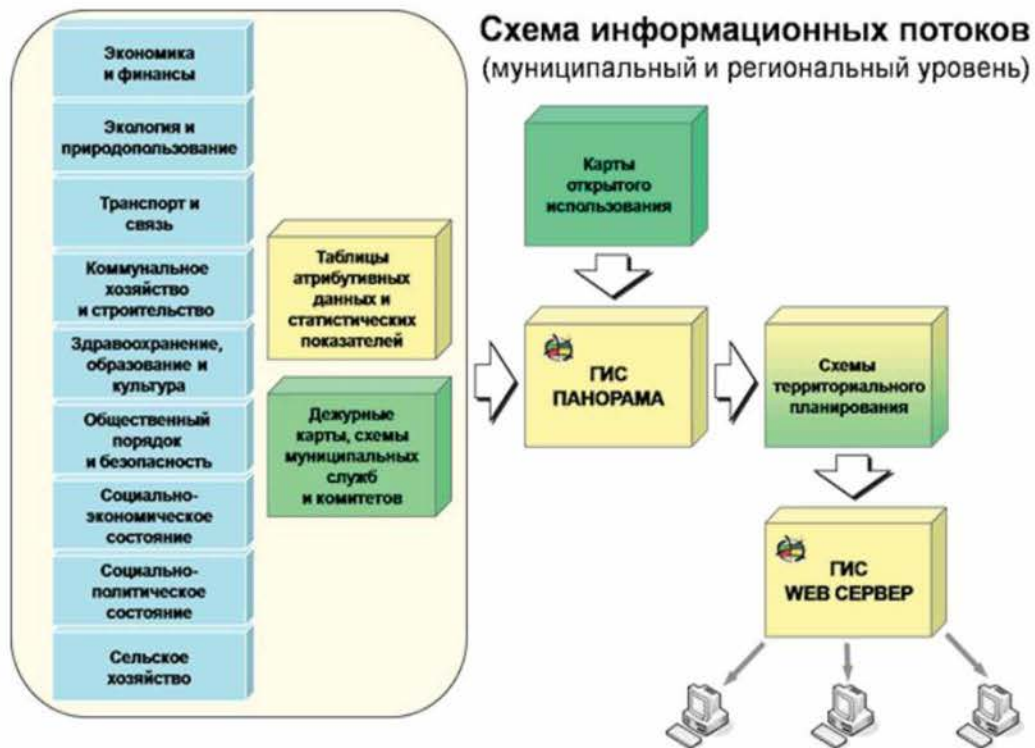 Схема информационных потоков
(муниципальный и региональный уровень)
Экономика
и финансы
Экология и
природопользование
Транспорт и
связь
Коммунальное
хозяйство
и строительство
Здравоохранение,
образование и
культура
Общественный
порядок
и безопасность
Социально-
экономическое
состояние
Социально-
политическое
состояние
Сельское
хозяйство
Таблицы
атрибутивных
данных и
статистических
показателей
Дежурные
карты, схемы
муниципальных
служб
и комитетов
Карты
открытого
использования
ГИС
ПАНОРАМА
Схемы
территориального
планирования
ГИС
WEB СЕРВЕР